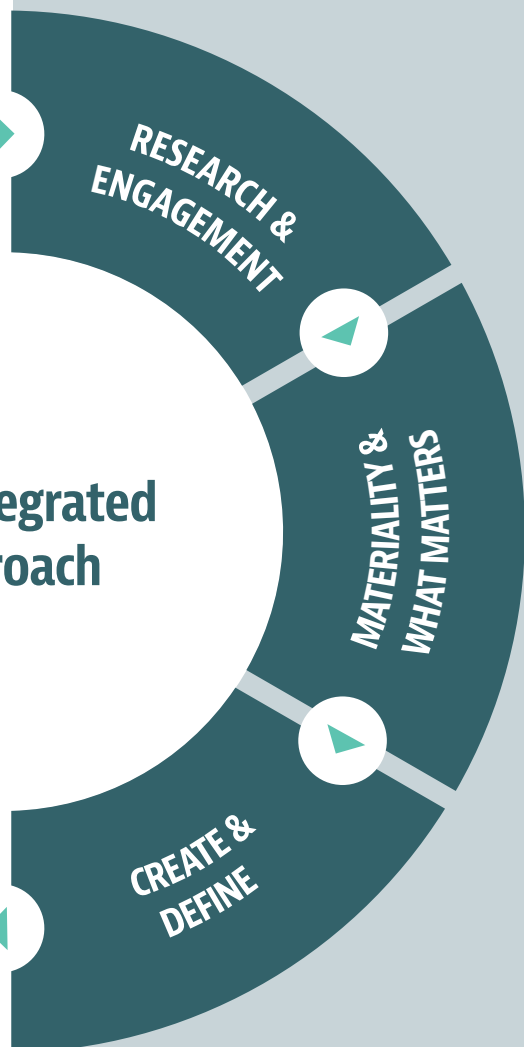 RESEARCH &
ENGAGEMENT
MATERIALITY &
WHAT MATTERS
egrated
roach
CREATE &
DEFINE